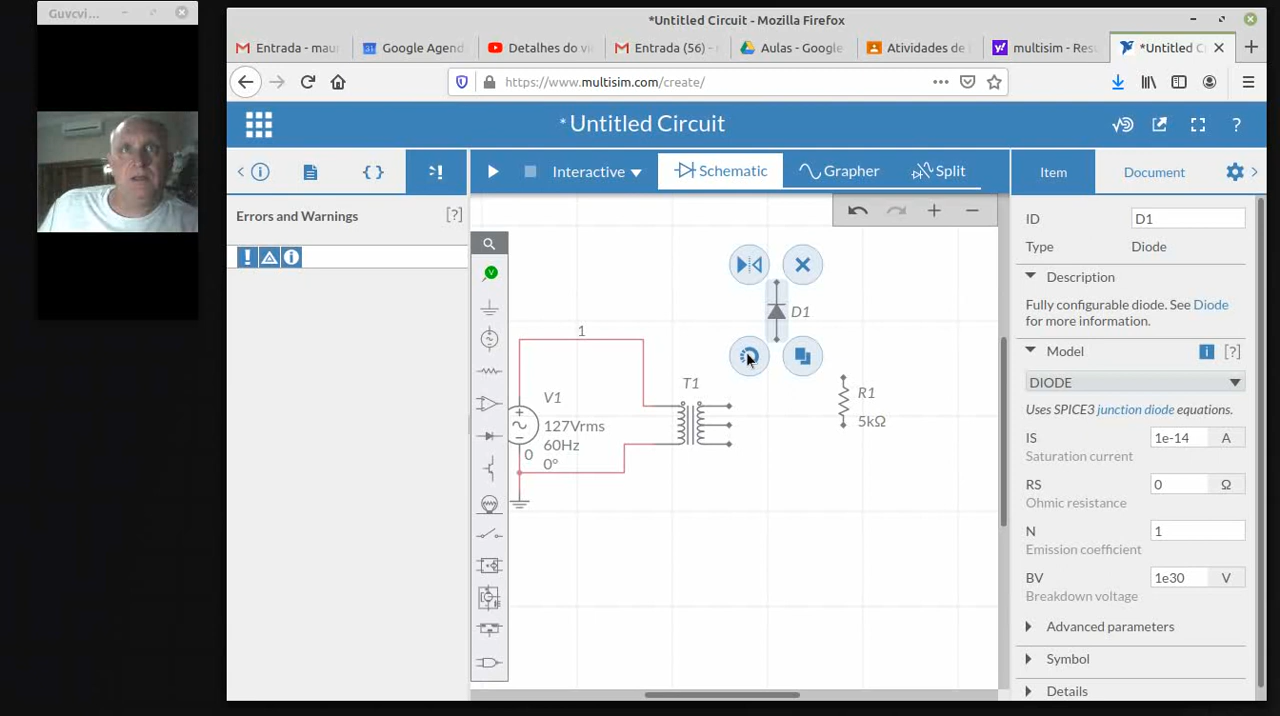 Guvcvi...
*Untitled Circuit - Mozilla Firefox
Entrada - mau
Google Agend
Detalhes do vi
Entrada (56) -
Aulas - Google
Atividades de
multisim - Res
*Untitled C
https://www.multisim.com/create/
* Untitled Circuit
?
Interactive
Schematic
Grapher
Split
Item
Document
Errors and Warnings
[?]
ID
D1
Type
Diode
Description
Fully configurable diode. See Diode
for more information.
Model
[?]
DIODE
Uses SPICE3 junction diode equations.
IS
1e-14
A
Saturation current
RS
0
Ω
Ohmic resistance
N
1
Emission coefficient
BV
1e30
V
Breakdown voltage
Advanced parameters
Symbol
Details
D1
1
T1
R1
5kΩ
V1
127Vrms
60Hz
0°
0
V